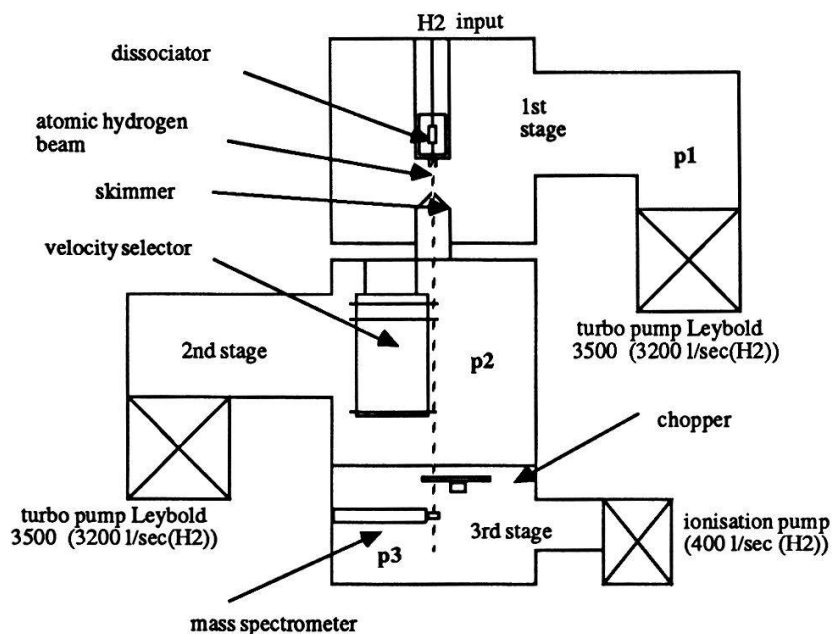 H2 input
dissociator
atomic hydrogen
beam
1st
stage
p1
skimmer
velocity selector
turbo pump Leybold
3500 (3200 l/sec(H2))
2nd stage
p2
chopper
turbo pump Leybold
3500 (3200 l/sec(H2))
3rd stage
ionisation pump
(400 l/sec (H2))
p3
mass spectrometer